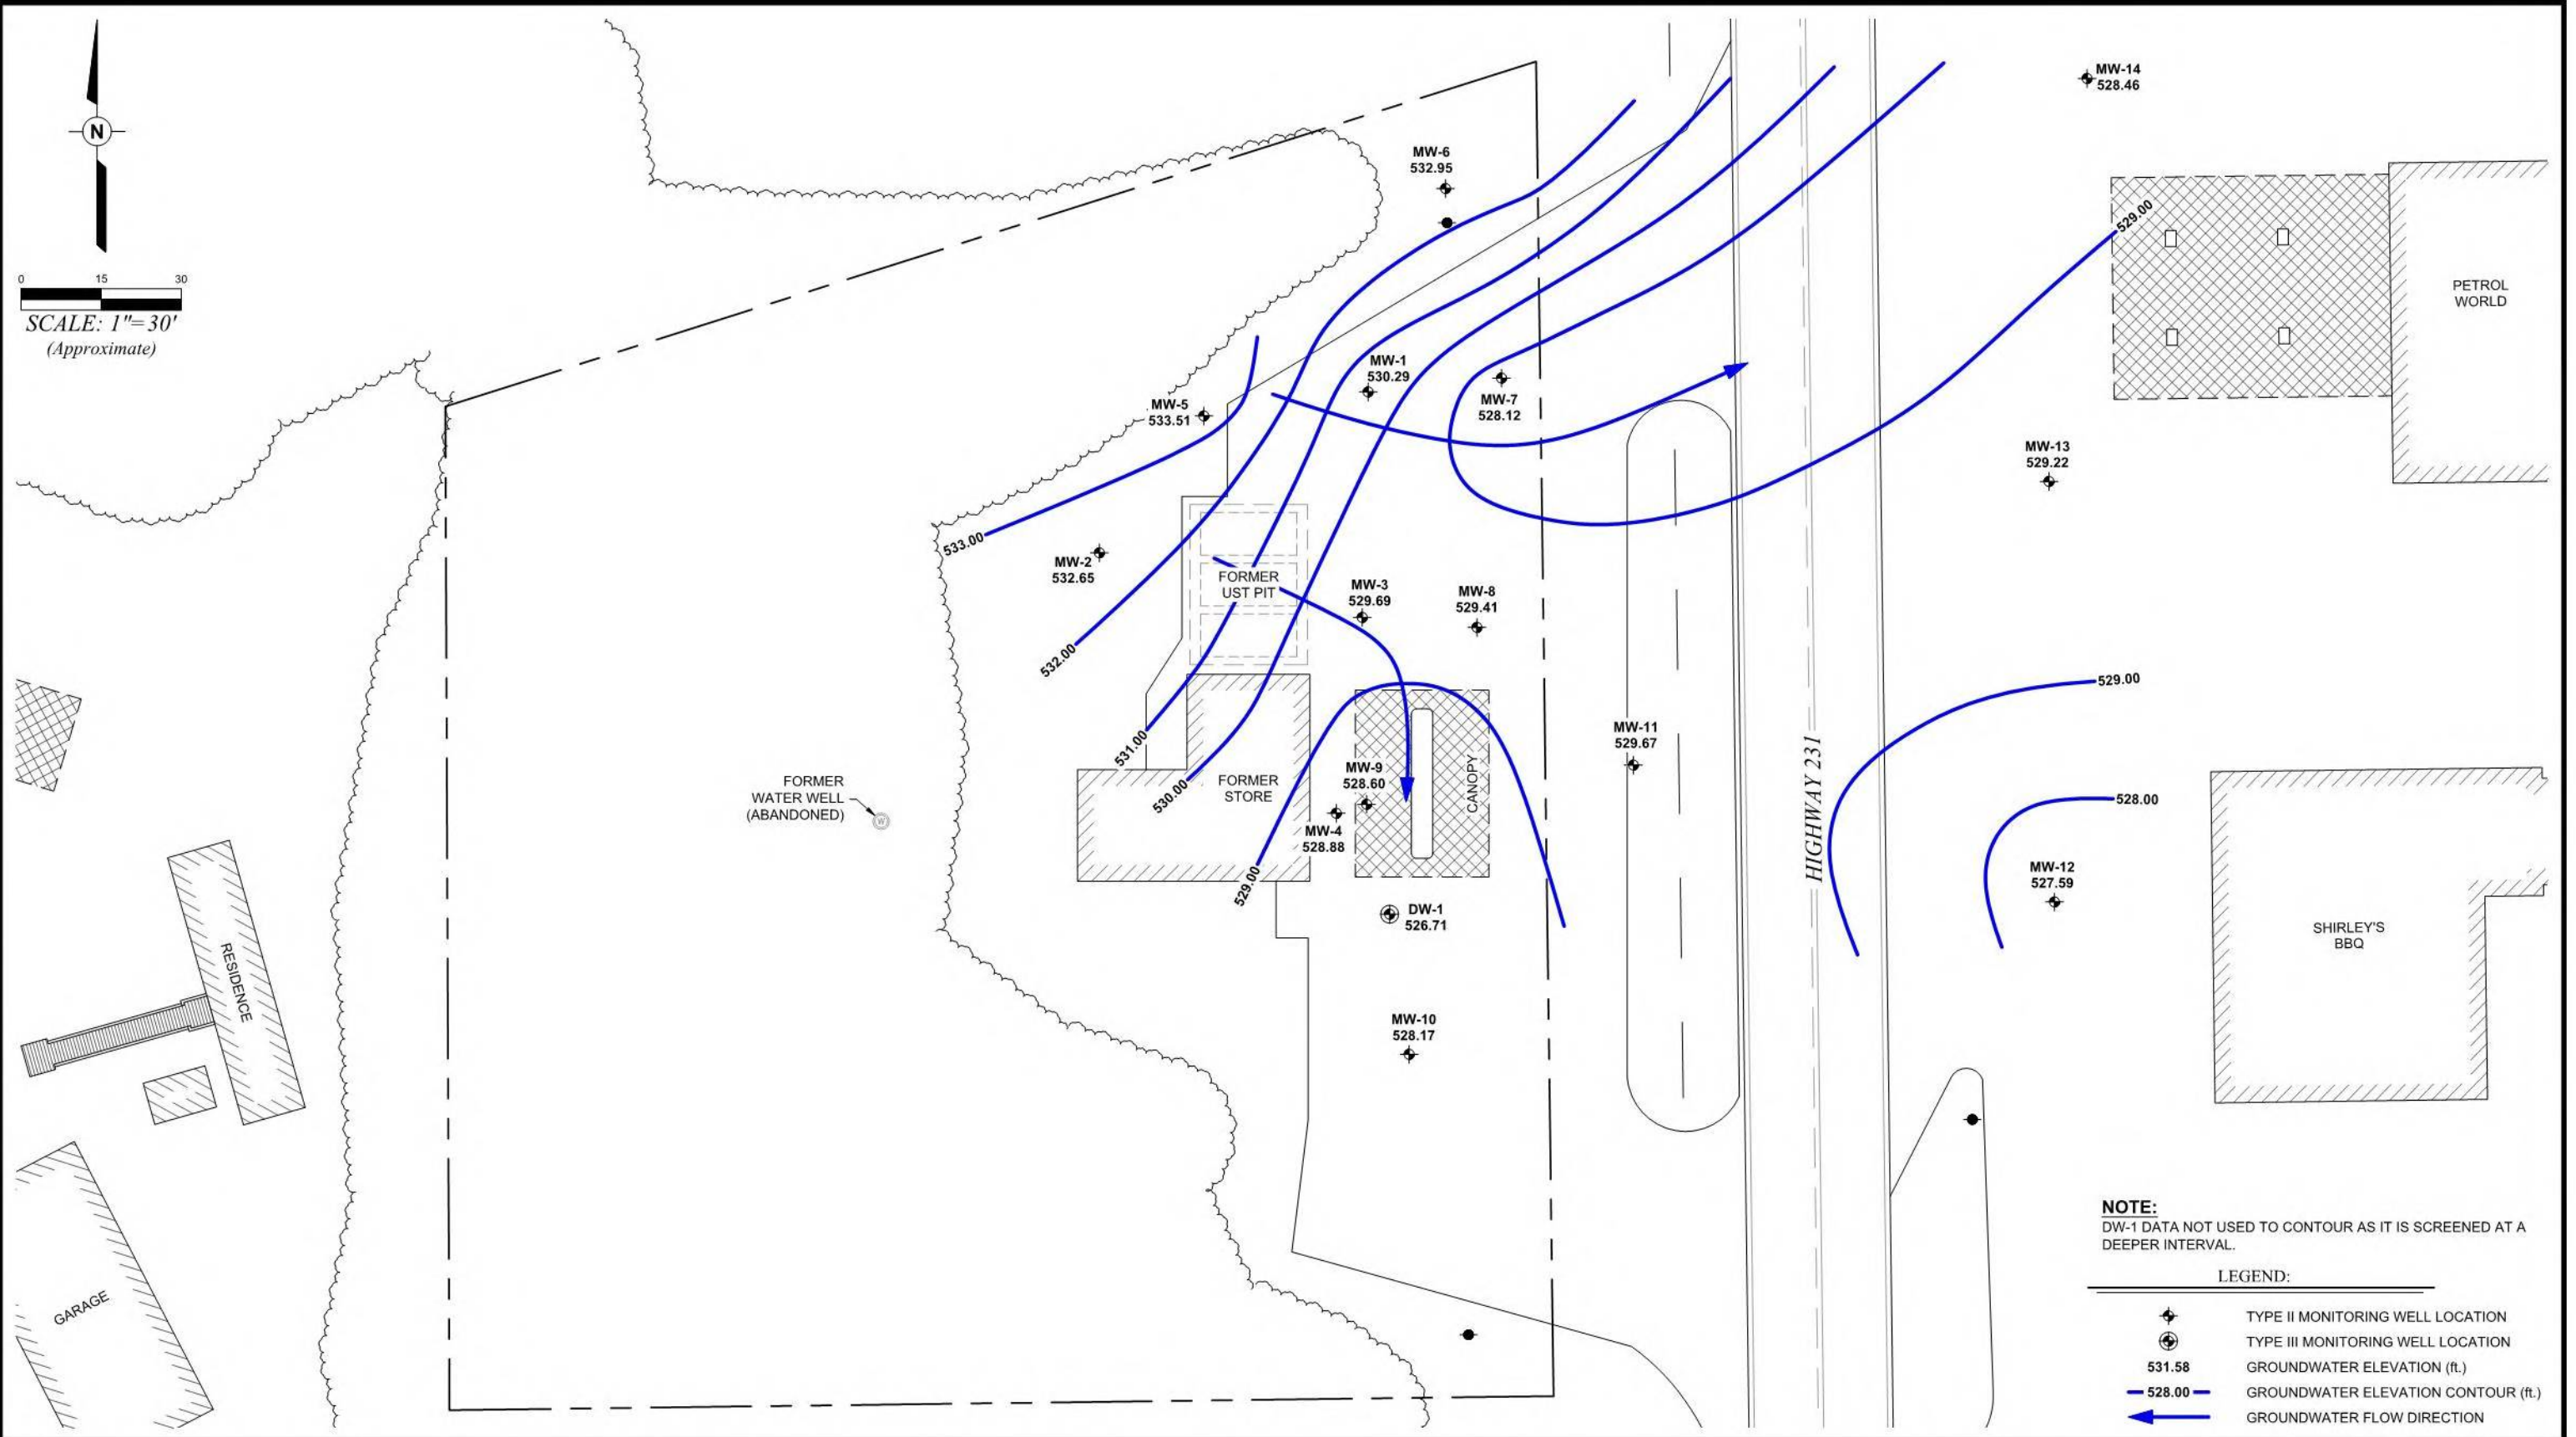 N
0 15 30
SCALE: 1"=30'
(Approximate)
MW-14
528.46
MW-6
532.95
529.00
PETROL
WORLD
MW-1
530.29
MW-5
533.51
MW-7
528.12
MW-13
529.22
533.00
MW-2
532.65
FORMER
UST PIT
MW-3
529.69
MW-8
529.41
532.00
529.00
531.00
MW-11
529.67
HIGHWAY 231
FORMER
WATER WELL
(ABANDONED)
W
530.00
FORMER
STORE
MW-9
528.60
CANOPY
528.00
MW-4
528.88
529.00
MW-12
527.59
DW-1
526.71
SHIRLEY'S
BBQ
RESIDENCE
MW-10
528.17
GARAGE
NOTE:
DW-1 DATA NOT USED TO CONTOUR AS IT IS SCREENED AT A
DEEPER INTERVAL.
LEGEND:
TYPE II MONITORING WELL LOCATION
TYPE III MONITORING WELL LOCATION
531.58 GROUNDWATER ELEVATION (ft.)
528.00 GROUNDWATER ELEVATION CONTOUR (ft.)
GROUNDWATER FLOW DIRECTION